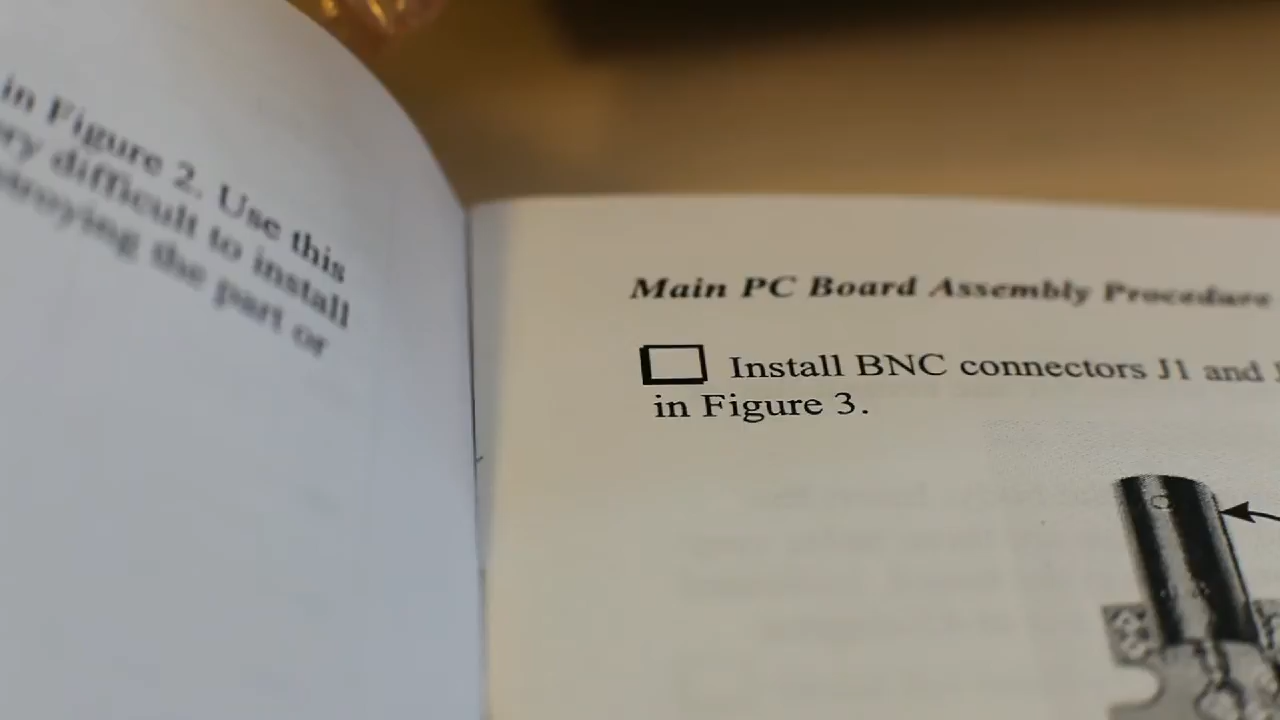 in Figure 2. Use this
difficult to install
the part or
Main PC Board Assembly Procedure
Install BNC connectors J1 and
in Figure 3.